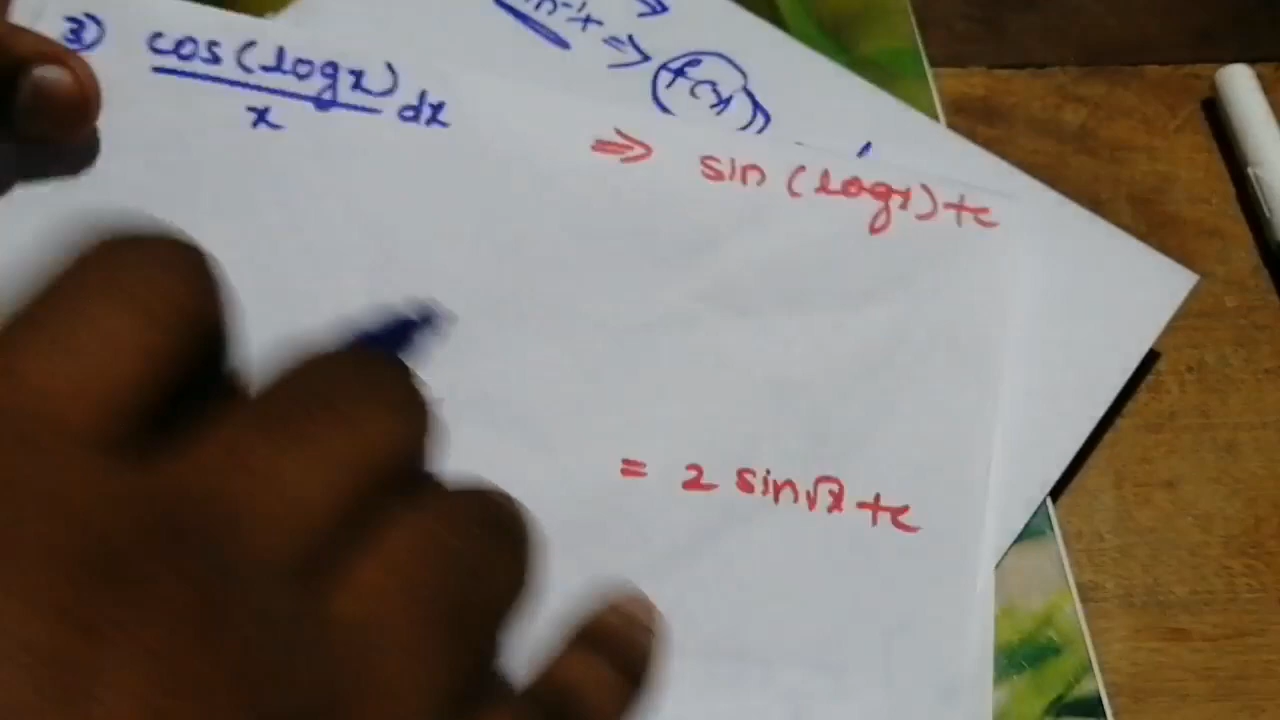 3) cos(logx)/x dx
⇒ (f(x))
⇒ sin (logx) + c
= 2 sin√x + c